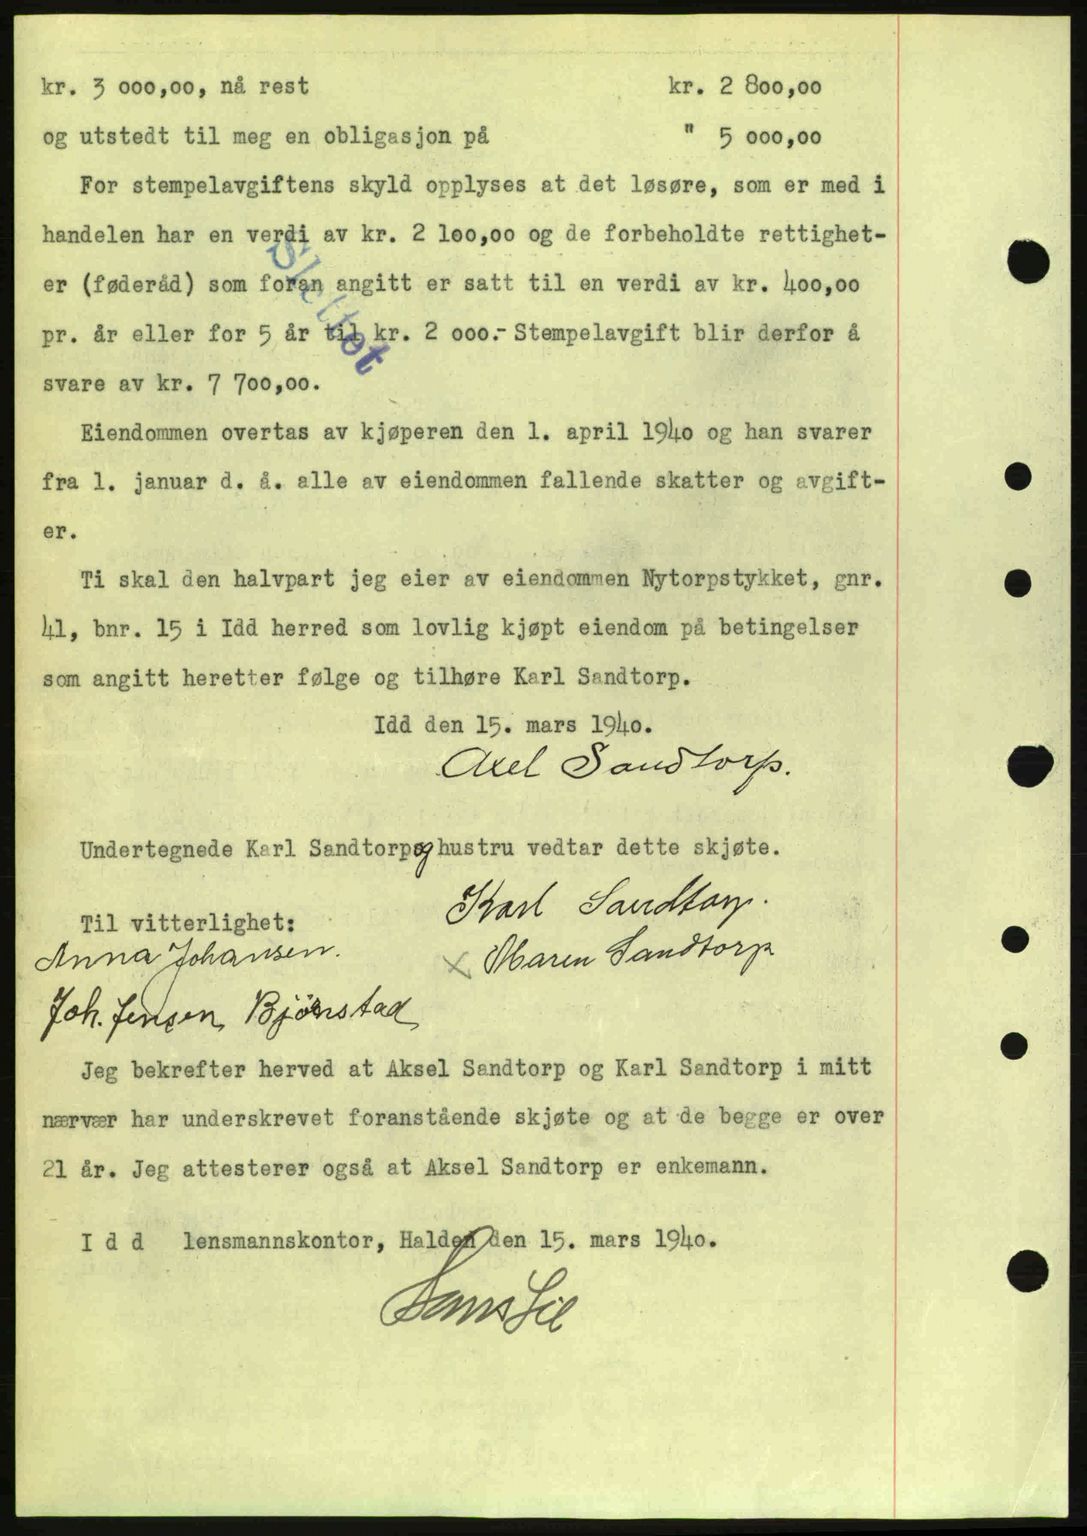 kr. 3 000,00, nå rest kr. 2 800,00
og utstedt til meg en obligasjon på " 5 000,00
For stempelavgiftens skyld opplyses at det løsøre, som er med i
handelen har en verdi av kr. 2 100,00 og de forbeholdte rettighet-
er (føderåd) som foran angitt er satt til en verdi av kr. 400,00
pr. år eller for 5 år til kr. 2 000.- Stempelavgift blir derfor å
svare av kr. 7 700,00.
Slettet
Eiendommen overtas av kjøperen den 1. april 1940 og han svarer
fra 1. januar d. å. alle av eiendommen fallende skatter og avgift-
er.
Ti skal den halvpart jeg eier av eiendommen Nytorpstykket, gnr.
41, bnr. 15 i Idd herred som lovlig kjøpt eiendom på betingelser
som angitt heretter følge og tilhøre Karl Sandtorp.
Idd den 15. mars 1940.
Axel Sandtorp.
Undertegnede Karl Sandtorp og hustru vedtar dette skjøte.
Karl Sandtorp.
Til vitterlighet:
Anna Johansen.
x Maren Sandtorp
Joh. Jensen Bjørnstad
Jeg bekrefter herved at Aksel Sandtorp og Karl Sandtorp i mitt
nærvær har underskrevet foranstående skjøte og at de begge er over
21 år. Jeg attesterer også at Aksel Sandtorp er enkemann.
I d d lensmannskontor, Halden den 15. mars 1940.
Hans Lie